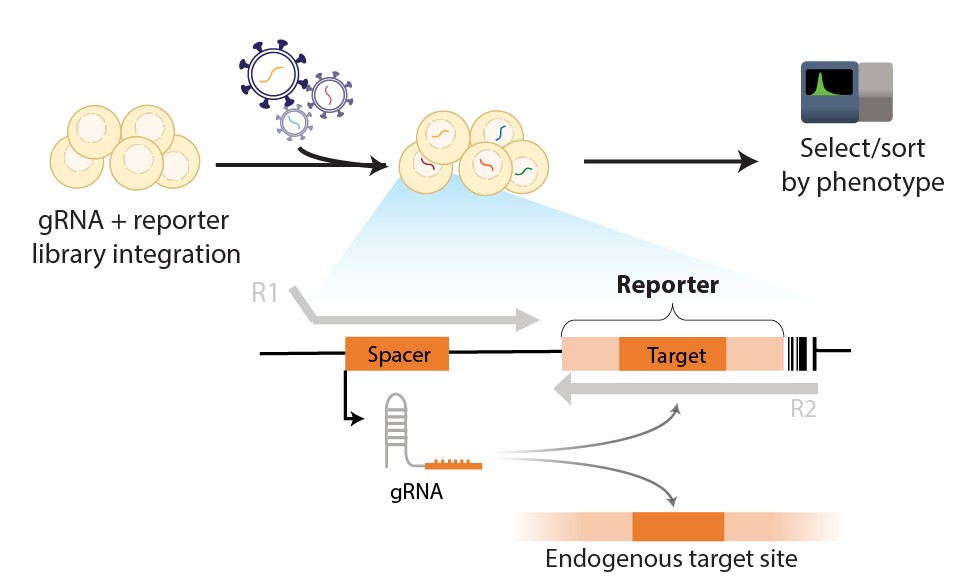 gRNA + reporter
library integration
Select/sort
by phenotype
R1
Reporter
Spacer
Target
R2
gRNA
Endogenous target site